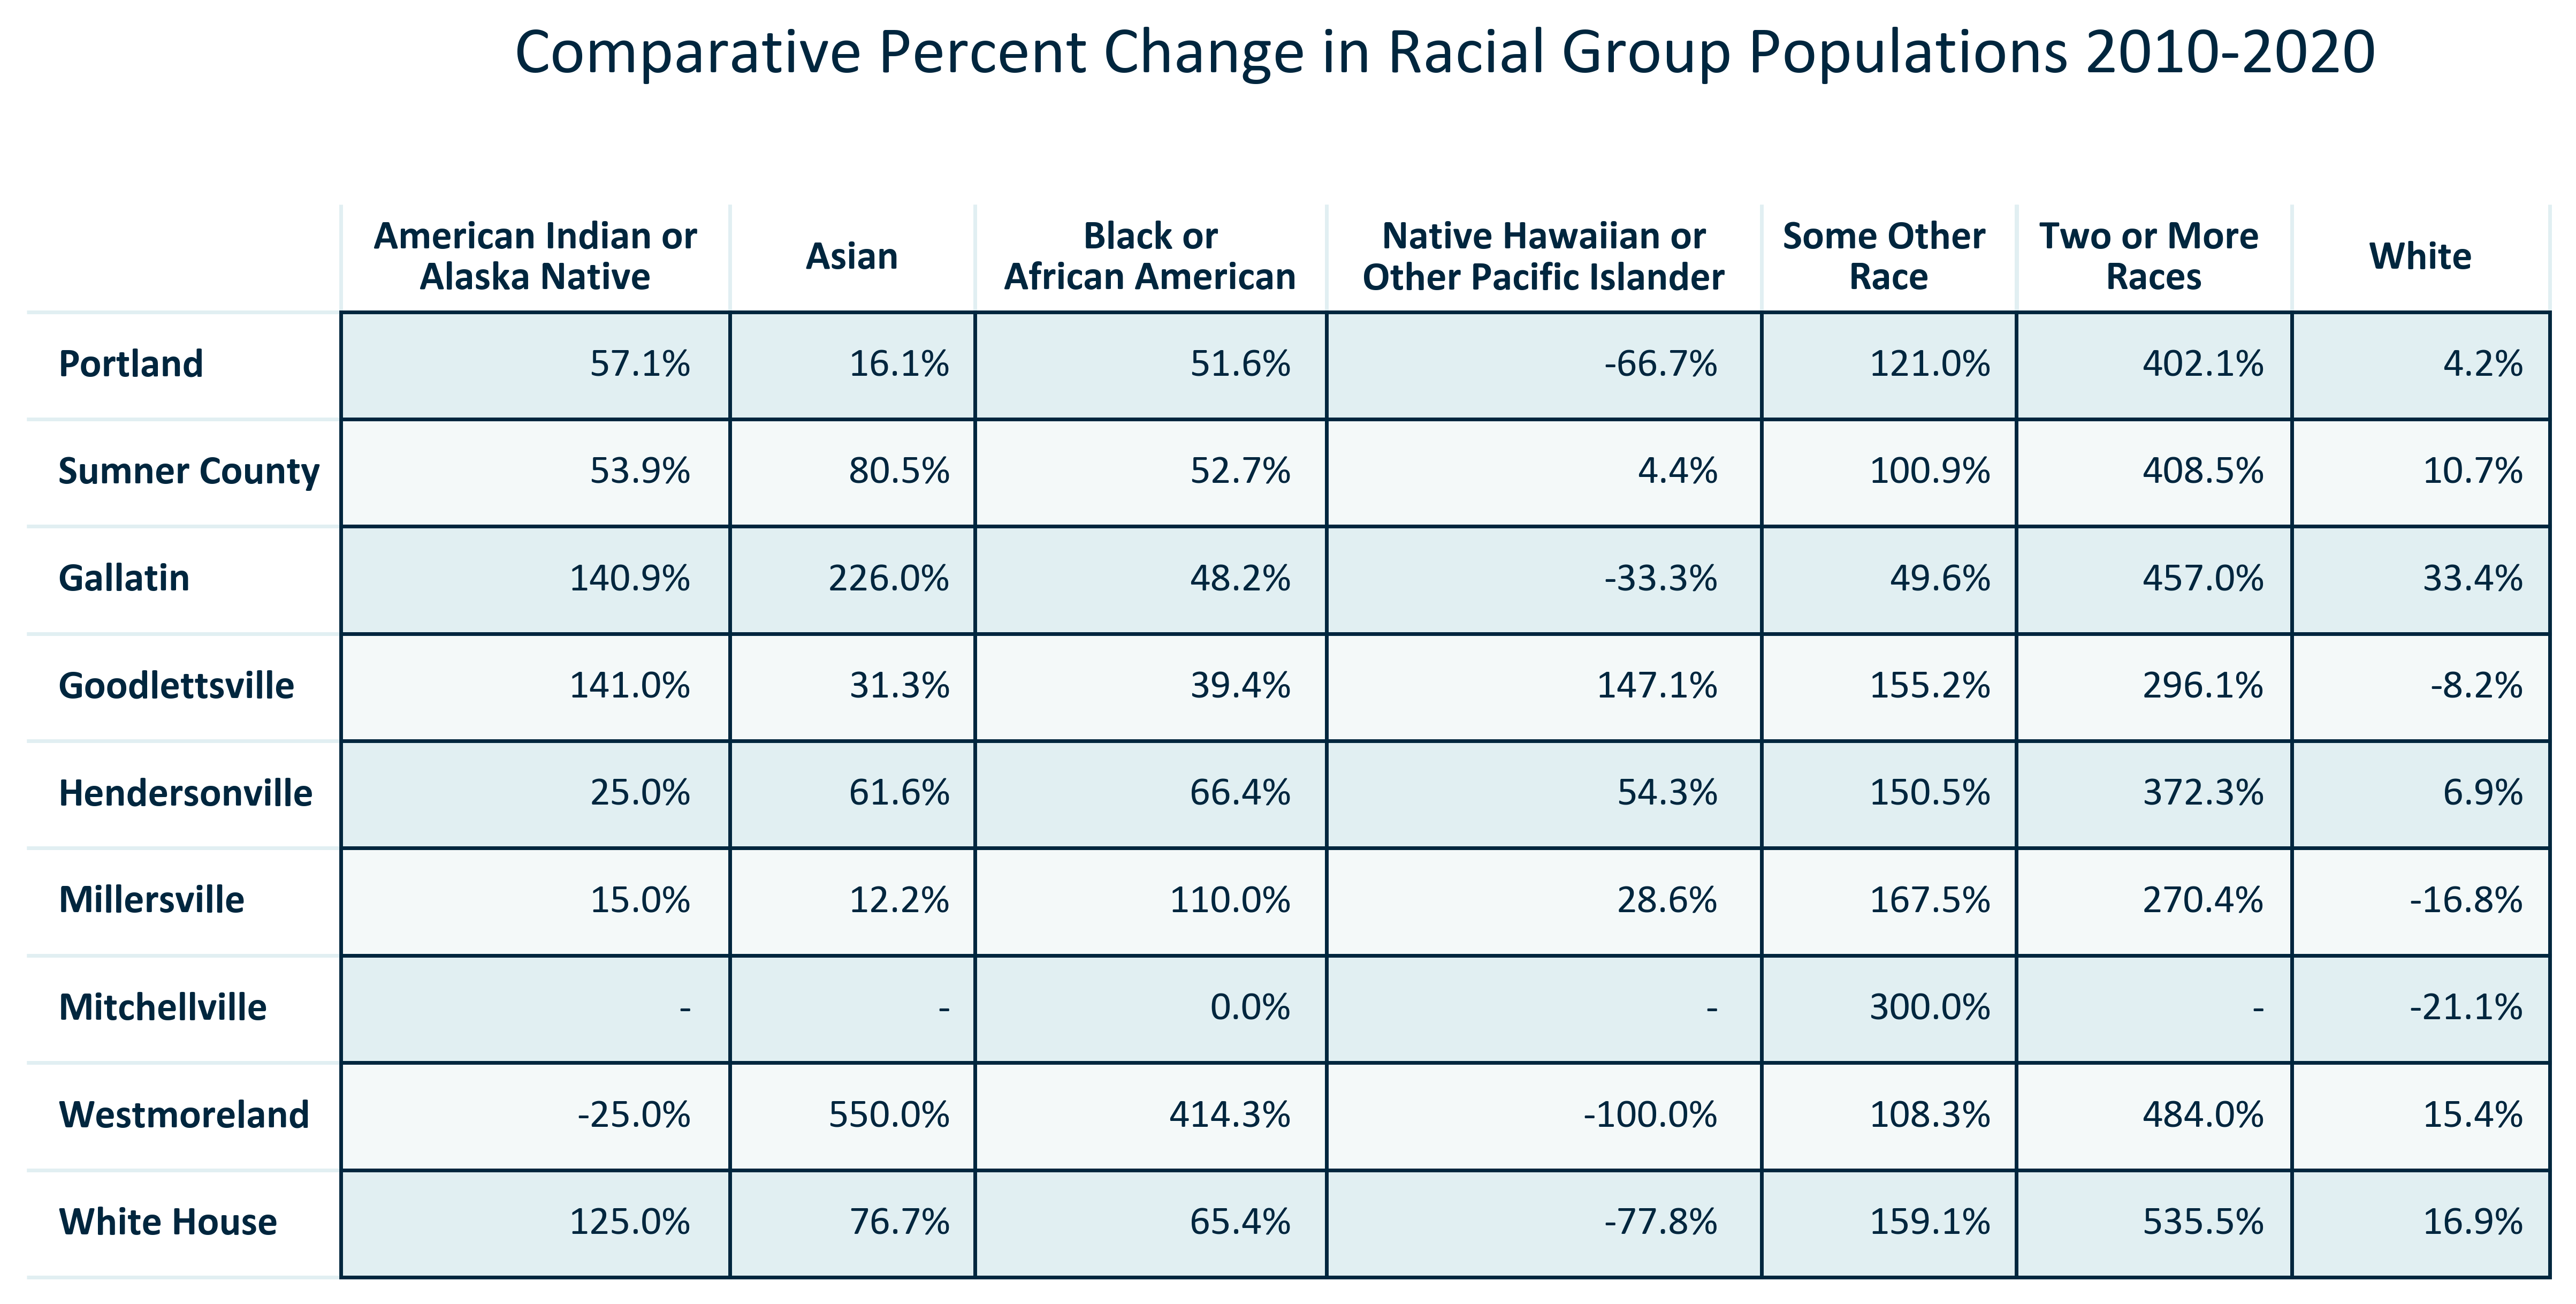 Comparative Percent Change in Racial Group Populations 2010-2020
American Indian or Alaska Native Asian Black or African American Native Hawaiian or Other Pacific Islander Some Other Race Two or More Races White
Portland 57.1% 16.1% 51.6% -66.7% 121.0% 402.1% 4.2%
Sumner County 53.9% 80.5% 52.7% 4.4% 100.9% 408.5% 10.7%
Gallatin 140.9% 226.0% 48.2% -33.3% 49.6% 457.0% 33.4%
Goodlettsville 141.0% 31.3% 39.4% 147.1% 155.2% 296.1% -8.2%
Hendersonville 25.0% 61.6% 66.4% 54.3% 150.5% 372.3% 6.9%
Millersville 15.0% 12.2% 110.0% 28.6% 167.5% 270.4% -16.8%
Mitchellville - - 0.0% - 300.0% - -21.1%
Westmoreland -25.0% 550.0% 414.3% -100.0% 108.3% 484.0% 15.4%
White House 125.0% 76.7% 65.4% -77.8% 159.1% 535.5% 16.9%